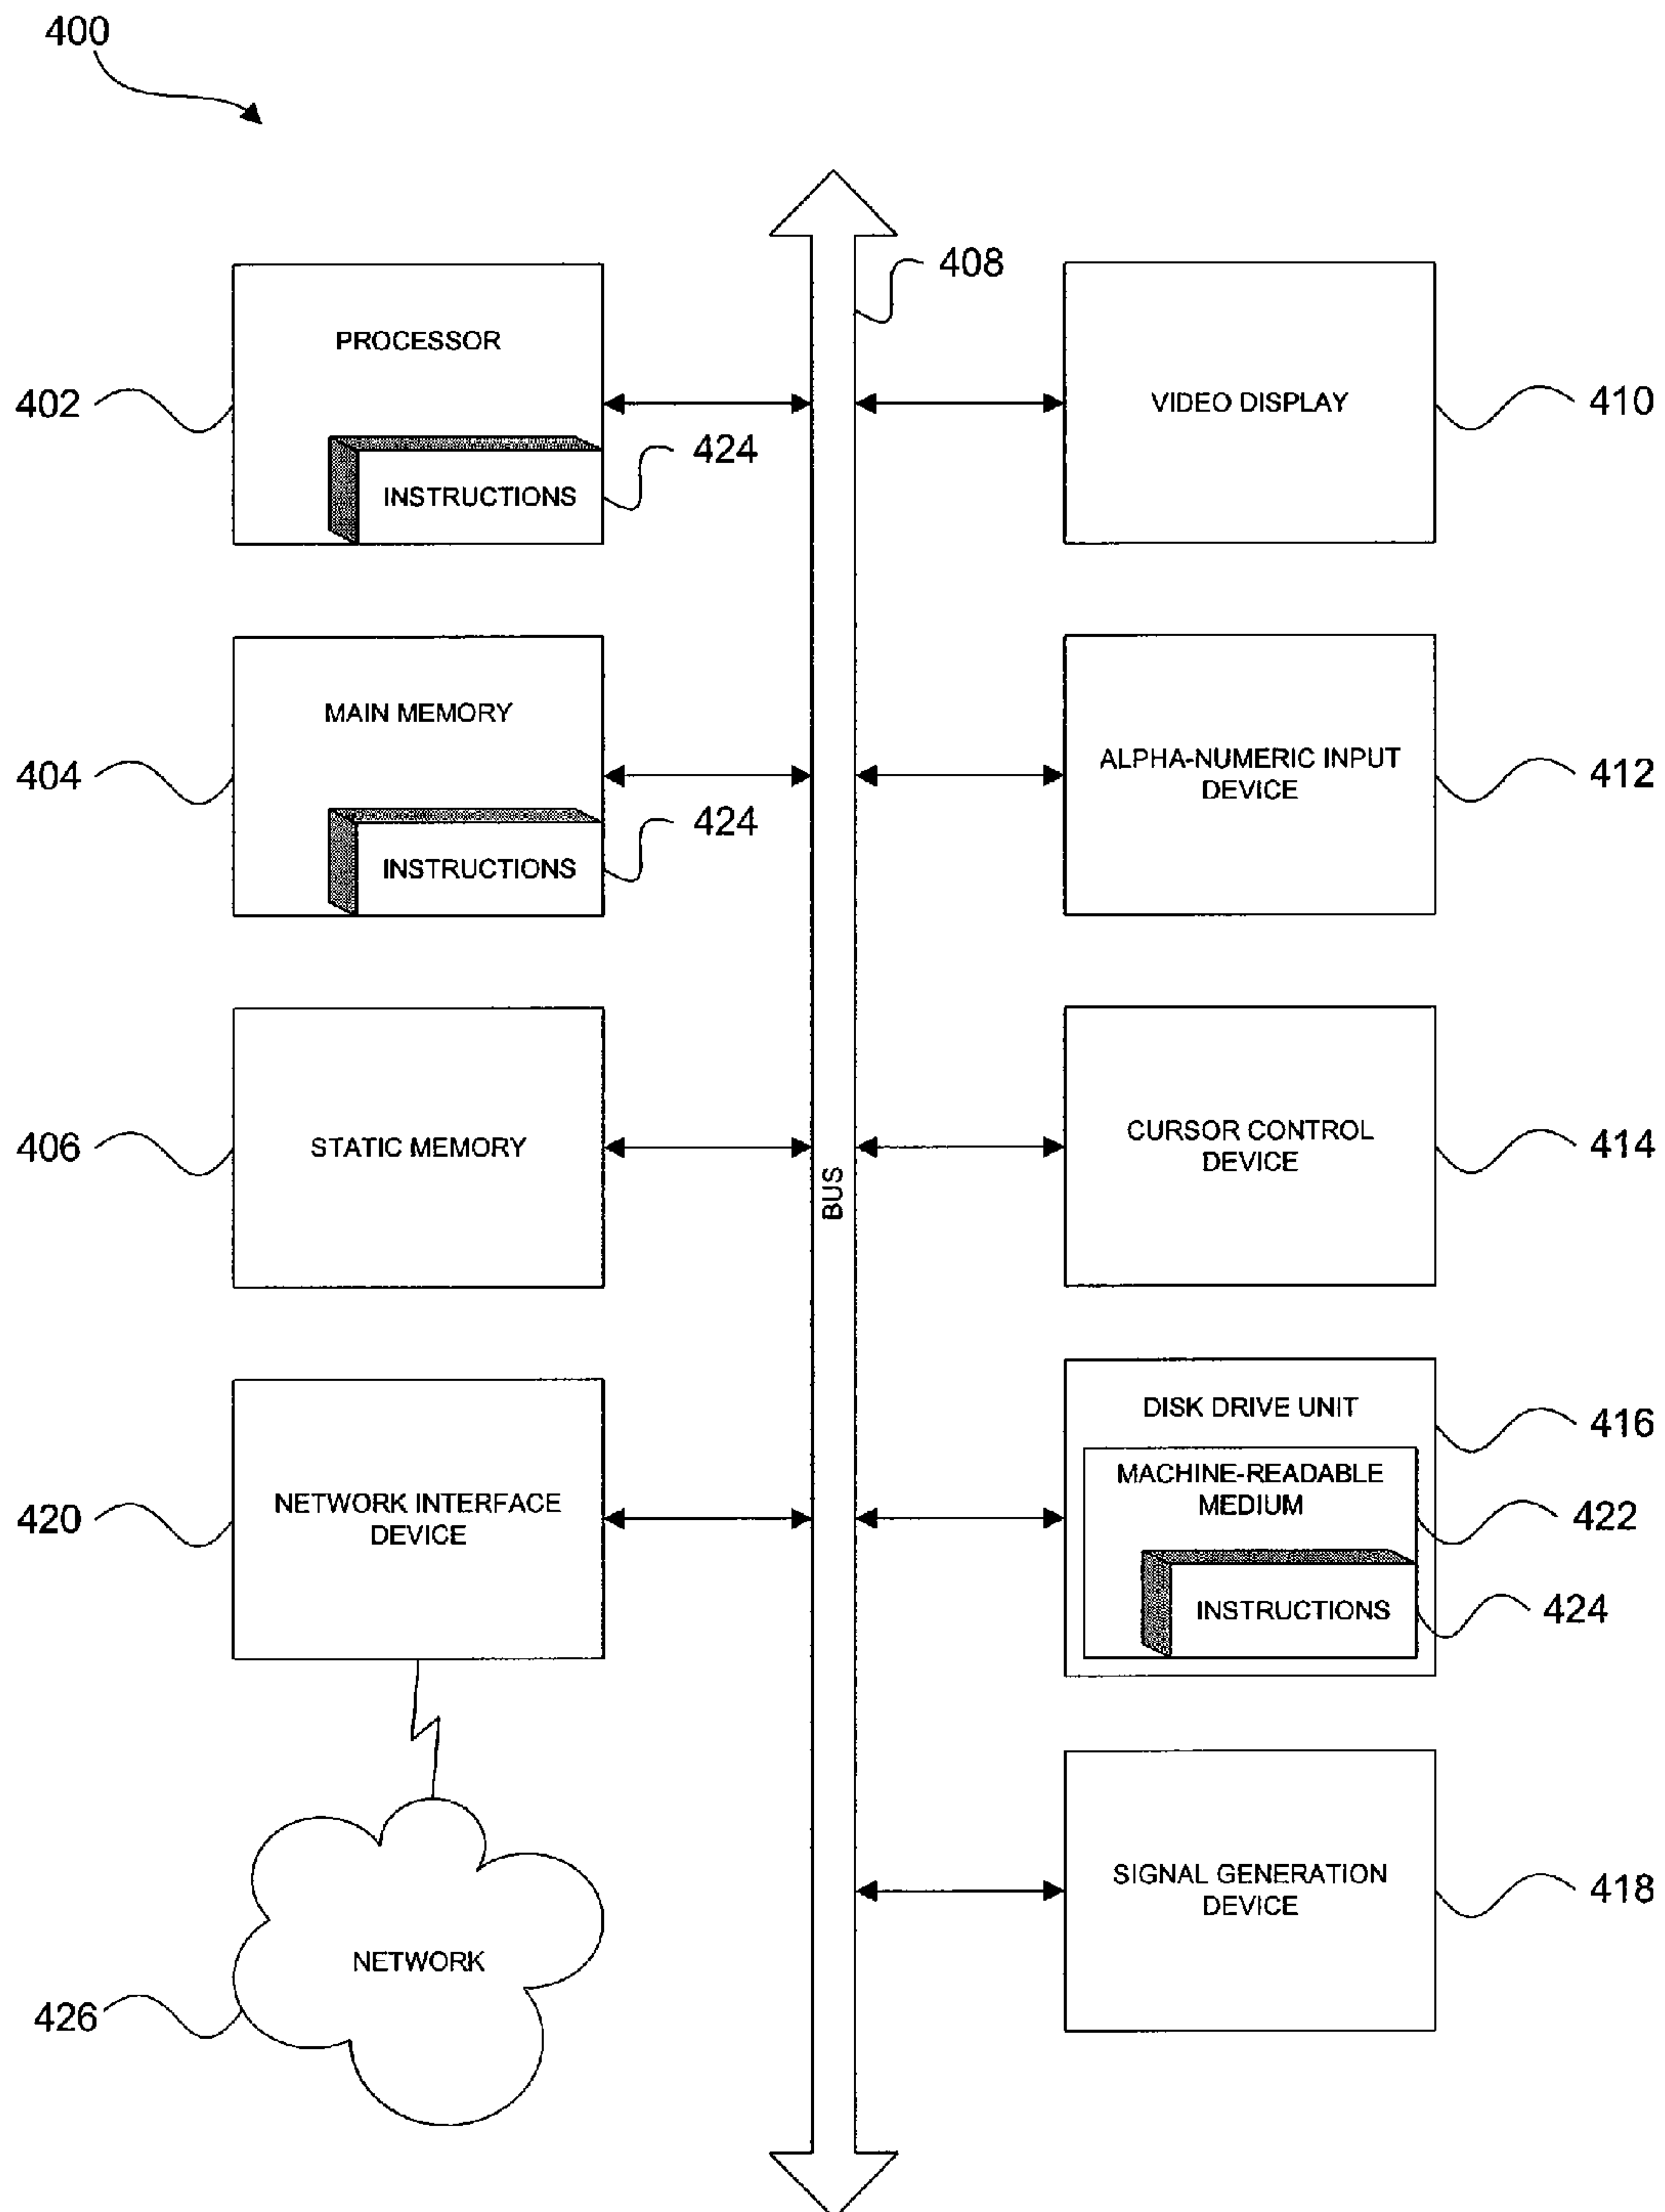 400
408
PROCESSOR
402
424
INSTRUCTIONS
VIDEO DISPLAY
410
MAIN MEMORY
404
424
INSTRUCTIONS
ALPHA-NUMERIC INPUT
DEVICE
412
STATIC MEMORY
406
BUS
CURSOR CONTROL
DEVICE
414
NETWORK INTERFACE
DEVICE
420
DISK DRIVE UNIT
416
MACHINE-READABLE
MEDIUM
422
INSTRUCTIONS
424
NETWORK
426
SIGNAL GENERATION
DEVICE
418